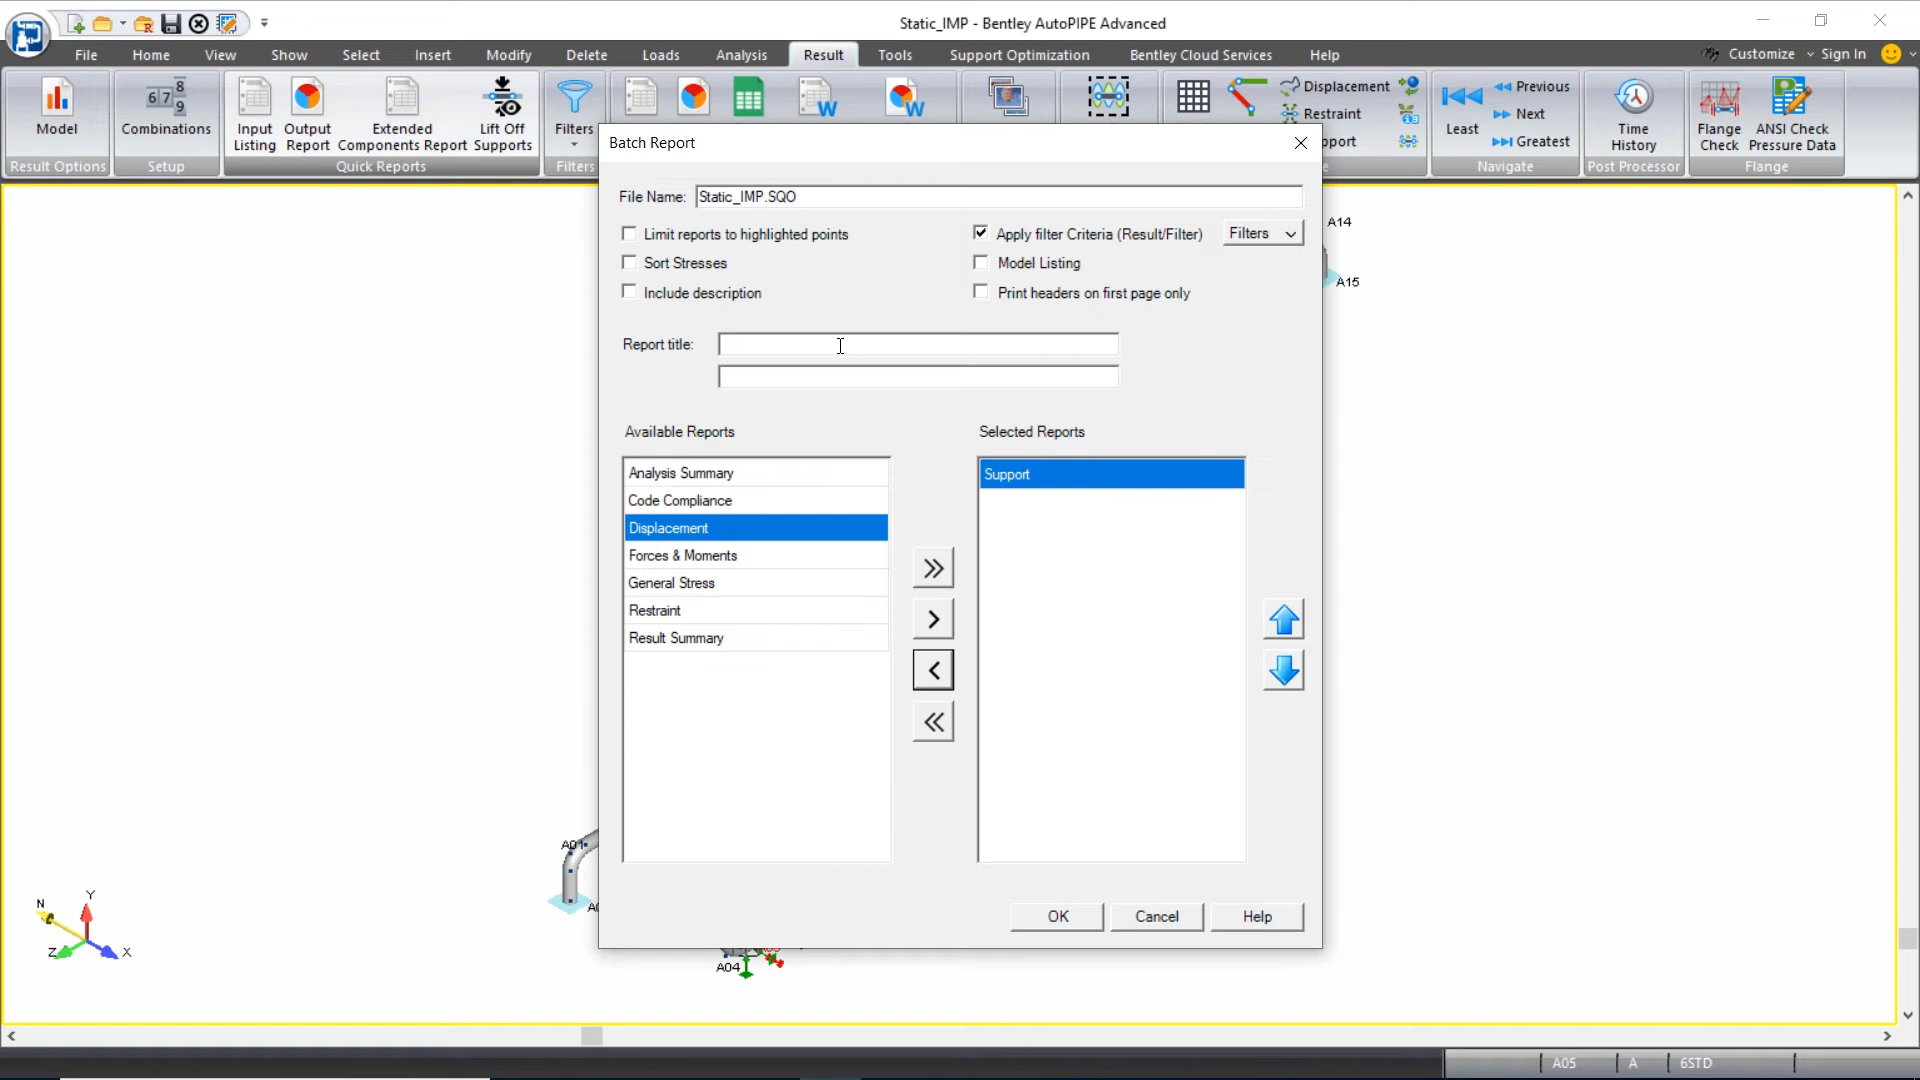 Static_IMP - Bentley AutoPIPE Advanced
File Home View Show Select Insert Modify Delete Loads Analysis Result Tools Support Optimization Bentley Cloud Services Help Customize Sign In
Model
Result Options
6 7 8 9
Combinations
Setup
Input Listing
Output Report
Extended Components Report
Lift Off Supports
Quick Reports
Filters
Filters
W
W
Displacement
Restraint
pport
e
Least
Previous
Next
Greatest
Navigate
Time History
Post Processor
Flange Check
ANSI Check Pressure Data
Flange
Batch Report
File Name: Static_IMP.SQO
Limit reports to highlighted points
Apply filter Criteria (Result/Filter)
Filters
Sort Stresses
Model Listing
Include description
Print headers on first page only
Report title:
Available Reports
Selected Reports
Analysis Summary
Code Compliance
Displacement
Forces & Moments
General Stress
Restraint
Result Summary
Support
OK
Cancel
Help
A14
A15
A01
A04
N
Y
Z
X
A05
A
6STD